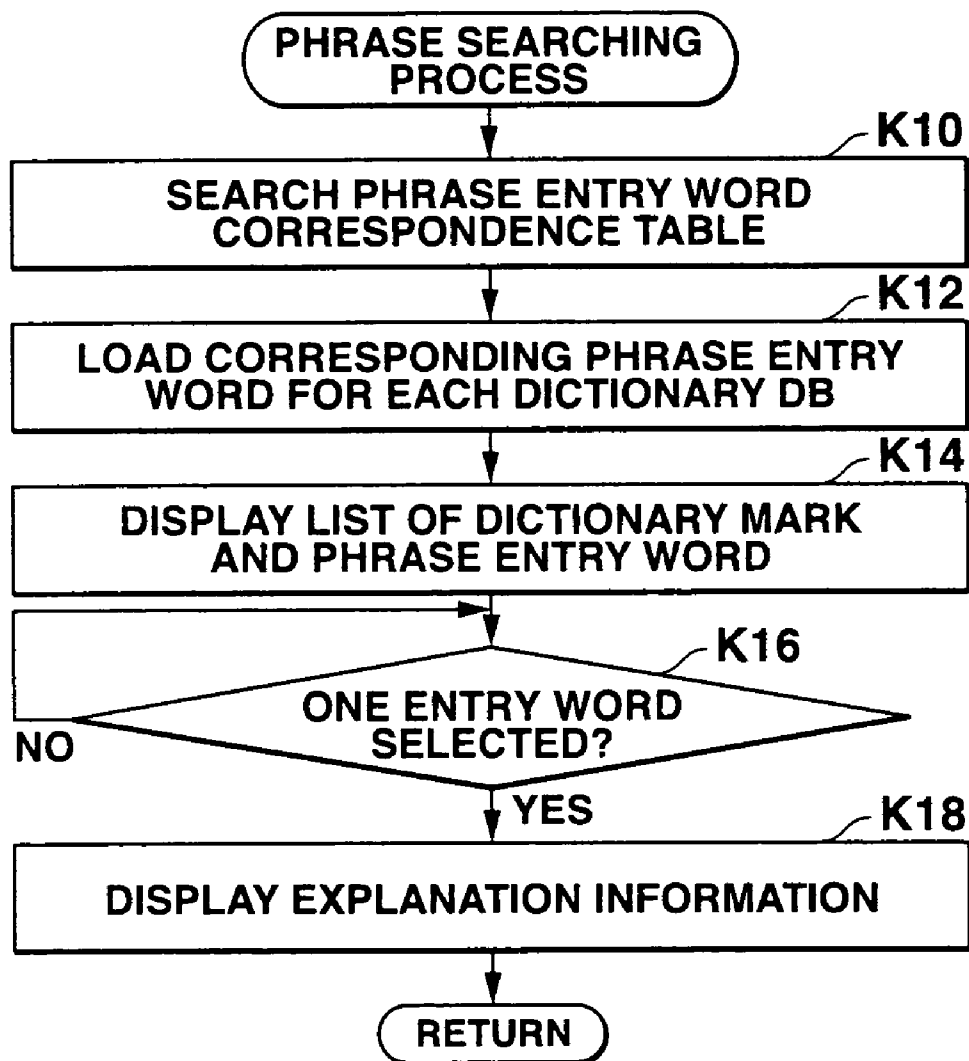 PHRASE SEARCHING
PROCESS
K10
SEARCH PHRASE ENTRY WORD
CORRESPONDENCE TABLE
K12
LOAD CORRESPONDING PHRASE ENTRY
WORD FOR EACH DICTIONARY DB
K14
DISPLAY LIST OF DICTIONARY MARK
AND PHRASE ENTRY WORD
K16
ONE ENTRY WORD
SELECTED?
NO
YES
K18
DISPLAY EXPLANATION INFORMATION
RETURN